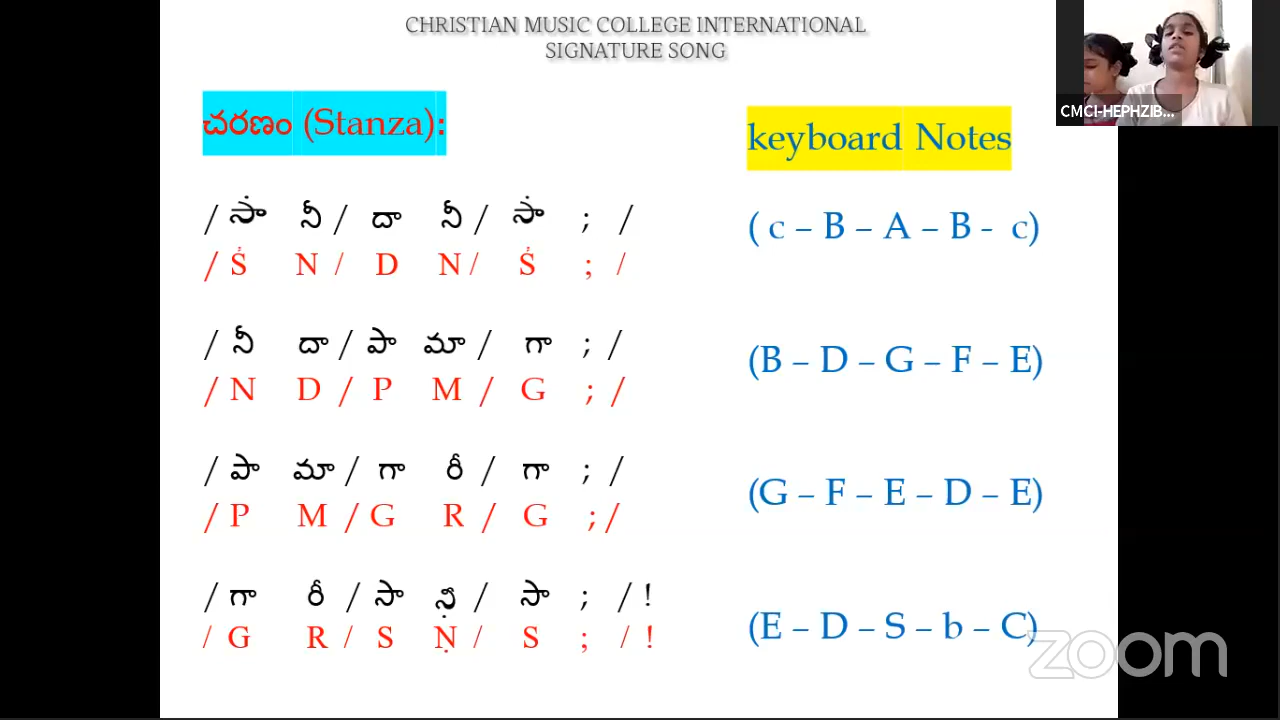 CHRISTIAN MUSIC COLLEGE INTERNATIONAL
SIGNATURE SONG
CMCI-HEPHZIB...
చరణం (Stanza):
keyboard Notes
/ సా̇ నీ / దా నీ / సా̇ ; /
( c – B – A – B - c)
/ Ṡ N / D N / Ṡ ; /
/ నీ దా / పా మా / గా ; /
(B – D – G – F – E)
/ N D / P M / G ; /
/ పా మా / గా రీ / గా ; /
(G – F – E – D – E)
/ P M / G R / G ; /
/ గా రీ / సా నీ̣ / సా ; / !
(E – D – S – b – C)
/ G R / S Ṇ / S ; / !
zoom